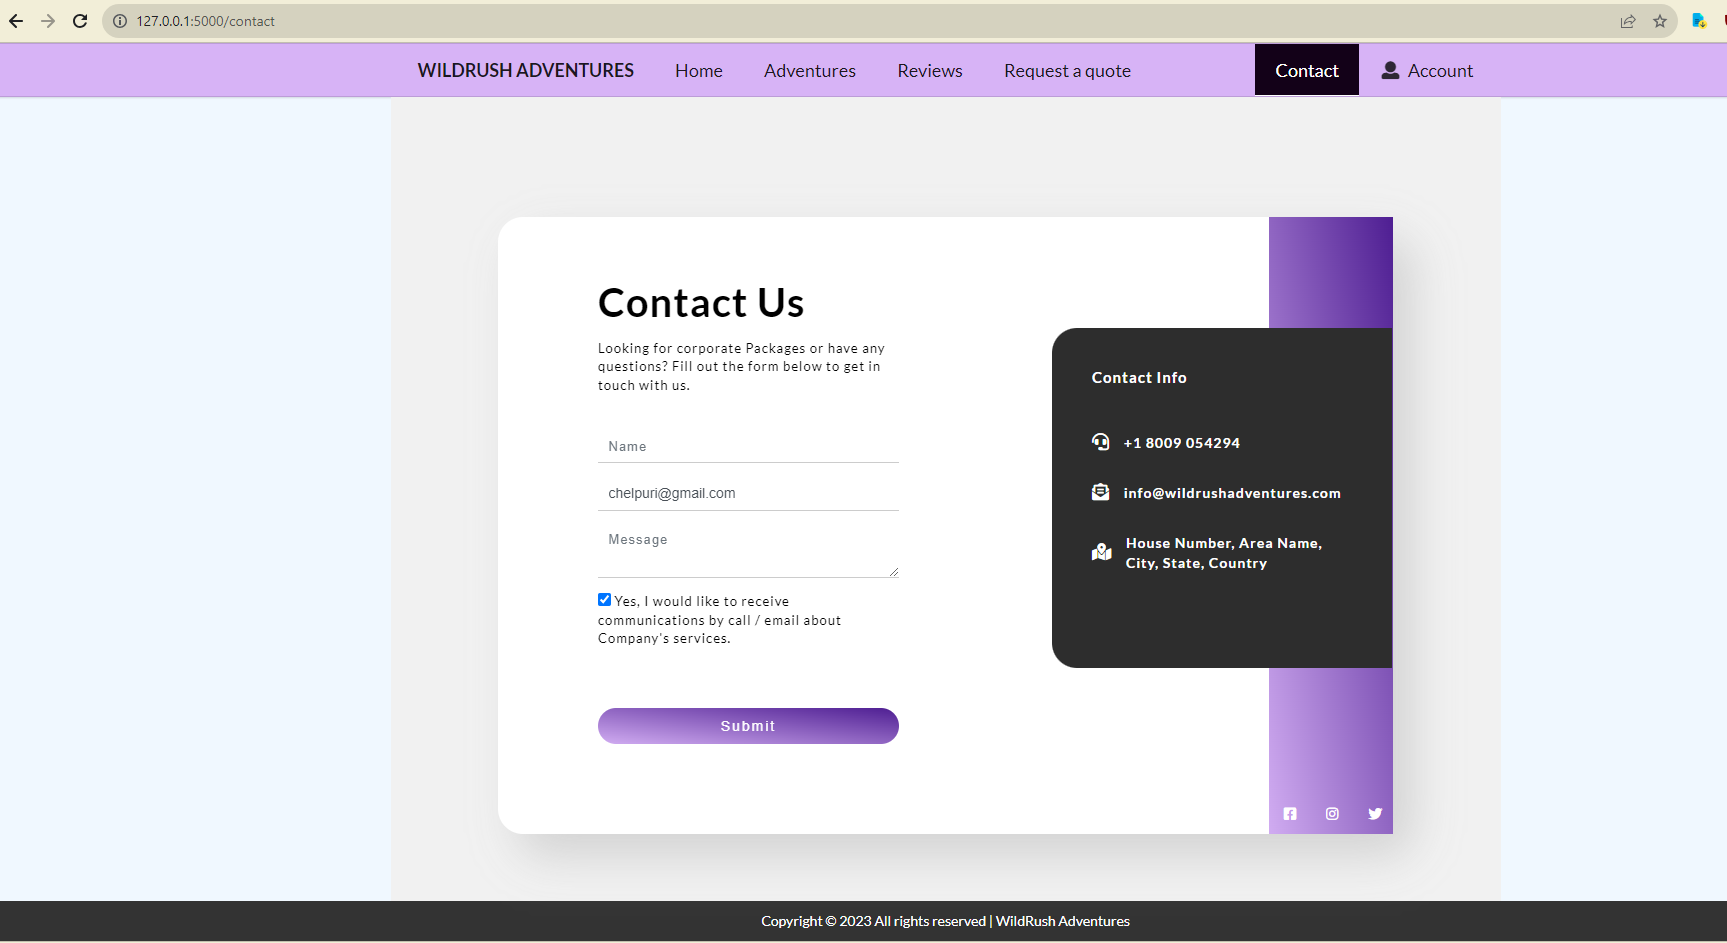 127.0.0.1:5000/contact
WILDRUSH ADVENTURES Home Adventures Reviews Request a quote Contact Account
Contact Us
Looking for corporate Packages or have any
questions? Fill out the form below to get in
touch with us.
Name
chelpuri@gmail.com
Message
Yes, I would like to receive
communications by call / email about
Company's services.
Submit
Contact Info
+1 8009 054294
info@wildrushadventures.com
House Number, Area Name,
City, State, Country
Copyright © 2023 All rights reserved | WildRush Adventures